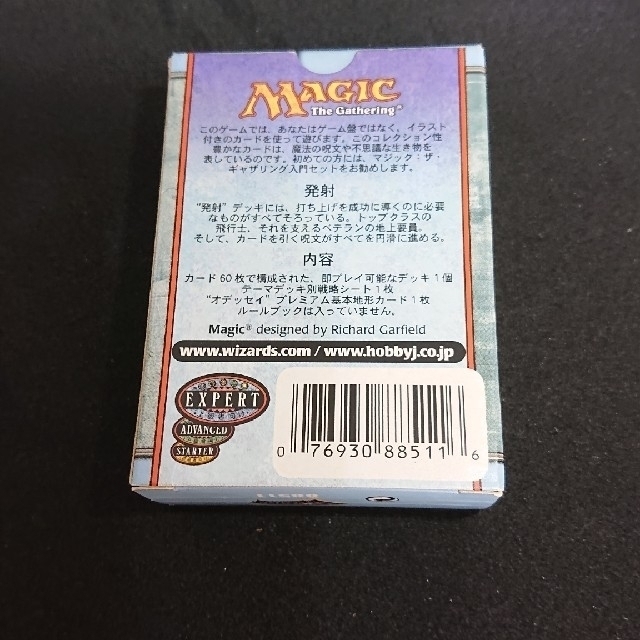 MAGIC
The Gathering®
このゲームでは、あなたはゲーム盤ではなく、イラスト
付きのカードを使って遊びます。このコレクション性
豊かなカードは、魔法の呪文や不思議な生き物を
表しているのです。初めての方には、マジック：ザ・
ギャザリング入門セットをお勧めします。
発射
“発射”デッキには、打ち上げを成功に導くのに必要
なものがすべてそろっている。トップクラスの
飛行士、それを支えるベテランの地上要員。
そして、カードを引く呪文がすべてを円滑に進める。
内容
カード60枚で構成された、即プレイ可能なデッキ1個
テーマデッキ別戦略シート1枚
“オデッセイ”プレミアム基本地形カード1枚
ルールブックは入っていません。
Magic® designed by Richard Garfield
www.wizards.com / www.hobbyj.co.jp
EXPERT
ADVANCED
STARTER
0 76930 88511 6